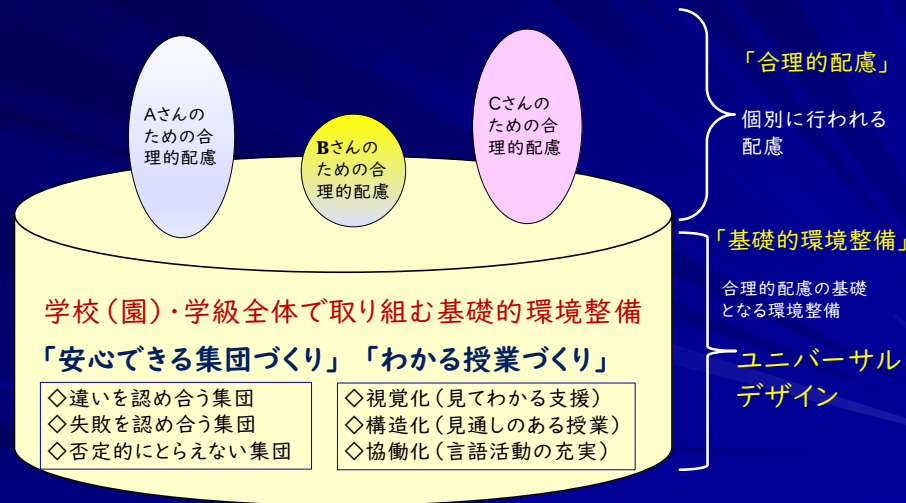 Aさんの
ための合
理的配慮
Bさんの
ための合
理的配慮
Cさんの
ための合
理的配慮
「合理的配慮」
個別に行われる
配慮
「基礎的環境整備」
合理的配慮の基礎
となる環境整備
ユニバーサル
デザイン
学校(園)・学級全体で取り組む基礎的環境整備
「安心できる集団づくり」 「わかる授業づくり」
◇違いを認め合う集団
◇失敗を認め合う集団
◇否定的にとらえない集団
◇視覚化(見てわかる支援)
◇構造化(見通しのある授業)
◇協働化(言語活動の充実)